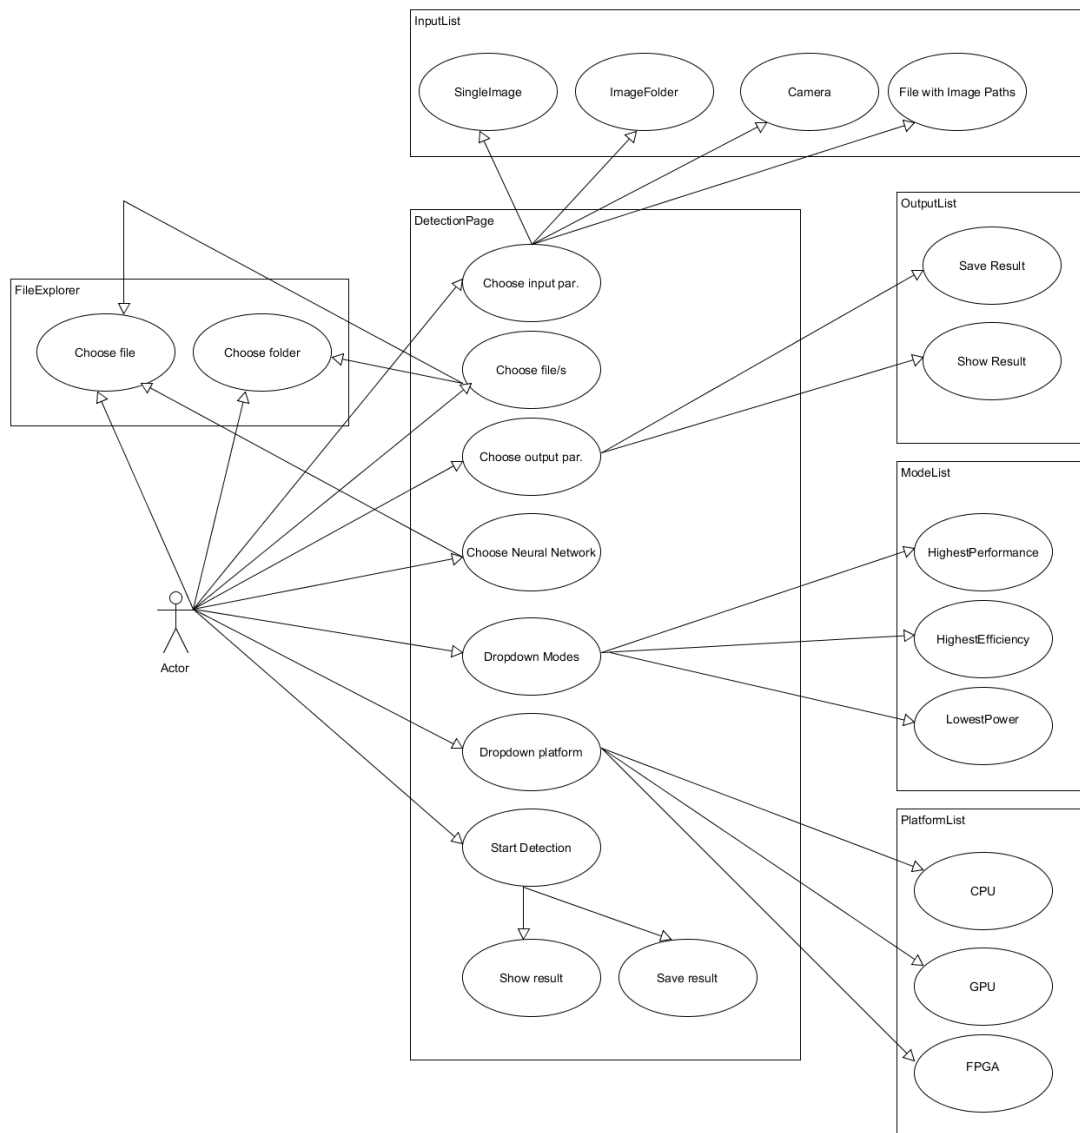 InputList
SingleImage
ImageFolder
Camera
File with Image Paths
OutputList
Save Result
Show Result
DetectionPage
Choose input par.
Choose file/s
Choose output par.
Choose Neural Network
Dropdown Modes
Dropdown platform
Start Detection
Show result
Save result
FileExplorer
Choose file
Choose folder
Actor
ModeList
HighestPerformance
HighestEfficiency
LowestPower
PlatformList
CPU
GPU
FPGA